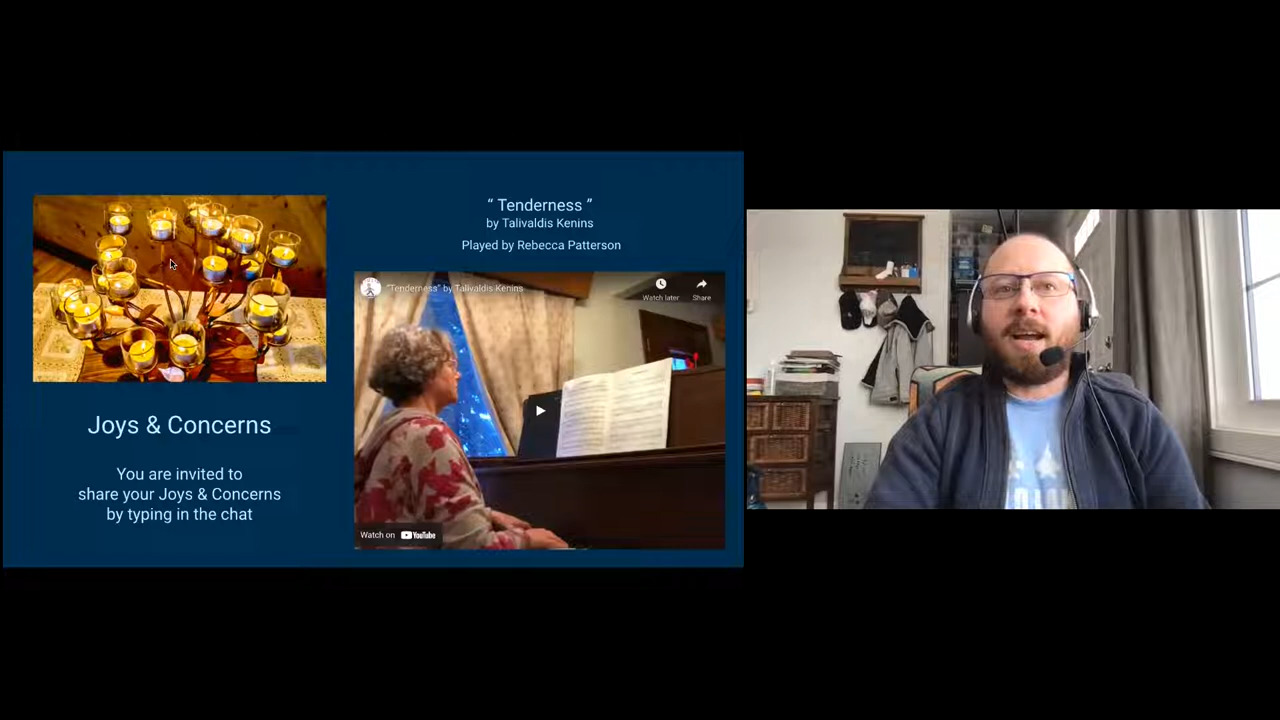 “ Tenderness ”
by Talivaldis Kenins
Played by Rebecca Patterson
"Tenderness" by Talivaldis Kenins
Watch later
Share
Joys & Concerns
You are invited to
share your Joys & Concerns
by typing in the chat
Watch on YouTube